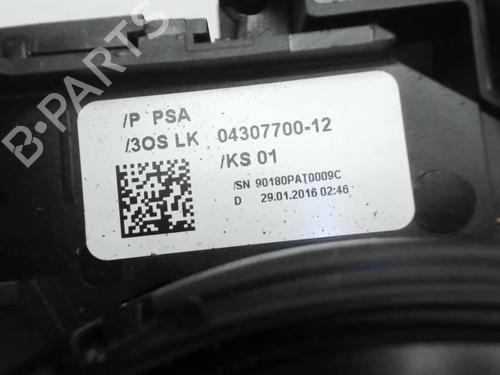 B-PARTS
/P PSA
/3OS LK 04307700-12
/KS 01
/SN 90180PAT0009C
D 29.01.2016 02:46